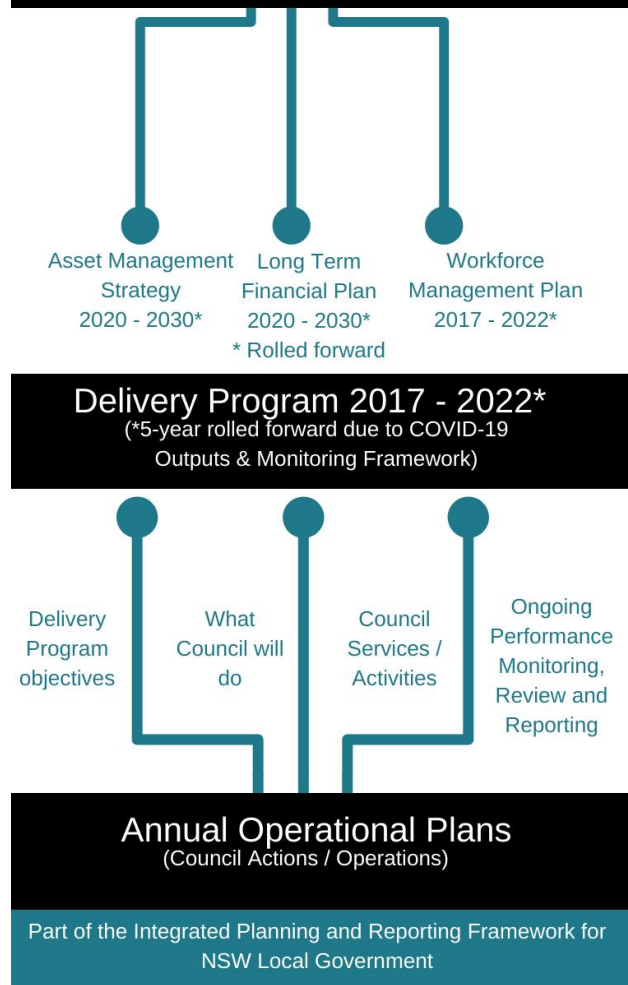 Asset Management
Strategy
2020 - 2030*
Long Term
Financial Plan
2020 - 2030*
* Rolled forward
Workforce
Management Plan
2017 - 2022*
Delivery Program 2017 - 2022*
(*5-year rolled forward due to COVID-19
Outputs & Monitoring Framework)
Delivery
Program
objectives
What
Council will
do
Council
Services /
Activities
Ongoing
Performance
Monitoring,
Review and
Reporting
Annual Operational Plans
(Council Actions / Operations)
Part of the Integrated Planning and Reporting Framework for
NSW Local Government